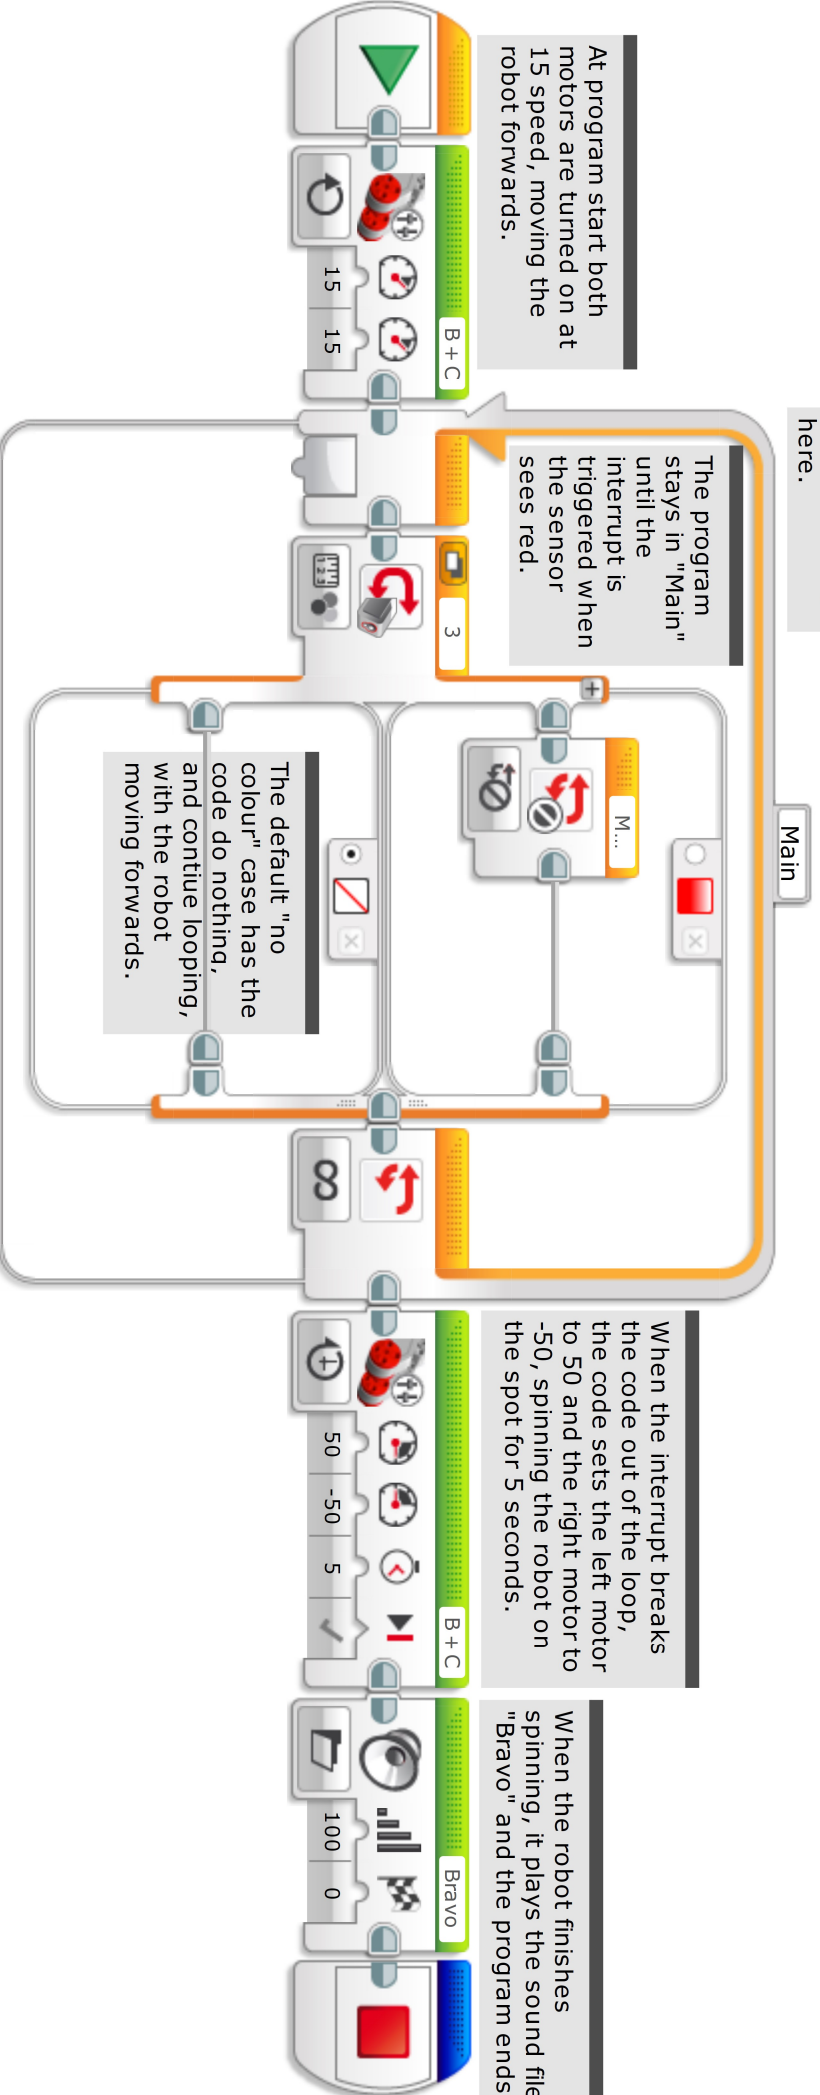 At program start both
motors are turned on at
15 speed, moving the
robot forwards.
B+C
15
15
here.
The program
stays in "Main"
until the
interrupt is
triggered when
the sensor
sees red.
3
Main
M...
The default "no
colour" case has the
code do nothing,
and contiue looping,
with the robot
moving forwards.
When the interrupt breaks
the code out of the loop,
the code sets the left motor
to 50 and the right motor to
-50, spinning the robot on
the spot for 5 seconds.
B+C
50
-50
5
When the robot finishes
spinning, it plays the sound file
"Bravo" and the program ends
Bravo
100
0